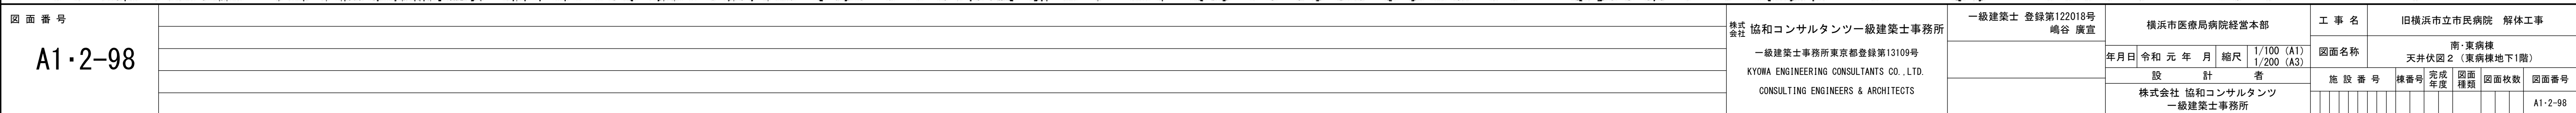 図面番号
A1・2-98
株式会社 協和コンサルタンツ一級建築士事務所
一級建築士事務所東京都登録第13109号
KYOWA ENGINEERING CONSULTANTS CO.,LTD.
CONSULTING ENGINEERS & ARCHITECTS
一級建築士 登録第122018号
嶋谷 廣宣
横浜市医療局病院経営本部
年月日 令和 元 年 月 縮尺 1/100 (A1)
1/200 (A3)
設計者
株式会社 協和コンサルタンツ
一級建築士事務所
工事名 旧横浜市立市民病院 解体工事
図面名称 南・東病棟
天井伏図2(東病棟地下1階)
施設番号 棟番号 完成年度 図面種類 図面枚数 図面番号
A1・2-98